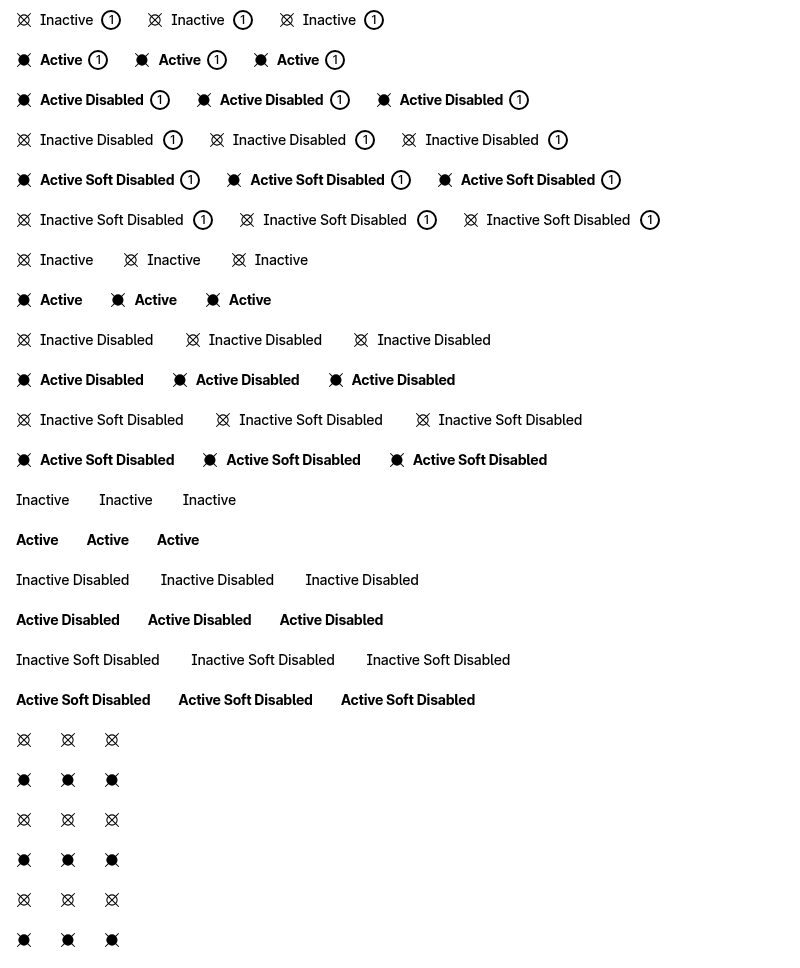 Inactive 1 Inactive 1 Inactive 1
Active 1 Active 1 Active 1
Active Disabled 1 Active Disabled 1 Active Disabled 1
Inactive Disabled 1 Inactive Disabled 1 Inactive Disabled 1
Active Soft Disabled 1 Active Soft Disabled 1 Active Soft Disabled 1
Inactive Soft Disabled 1 Inactive Soft Disabled 1 Inactive Soft Disabled 1
Inactive Inactive Inactive
Active Active Active
Inactive Disabled Inactive Disabled Inactive Disabled
Active Disabled Active Disabled Active Disabled
Inactive Soft Disabled Inactive Soft Disabled Inactive Soft Disabled
Active Soft Disabled Active Soft Disabled Active Soft Disabled
Inactive Inactive Inactive
Active Active Active
Inactive Disabled Inactive Disabled Inactive Disabled
Active Disabled Active Disabled Active Disabled
Inactive Soft Disabled Inactive Soft Disabled Inactive Soft Disabled
Active Soft Disabled Active Soft Disabled Active Soft Disabled